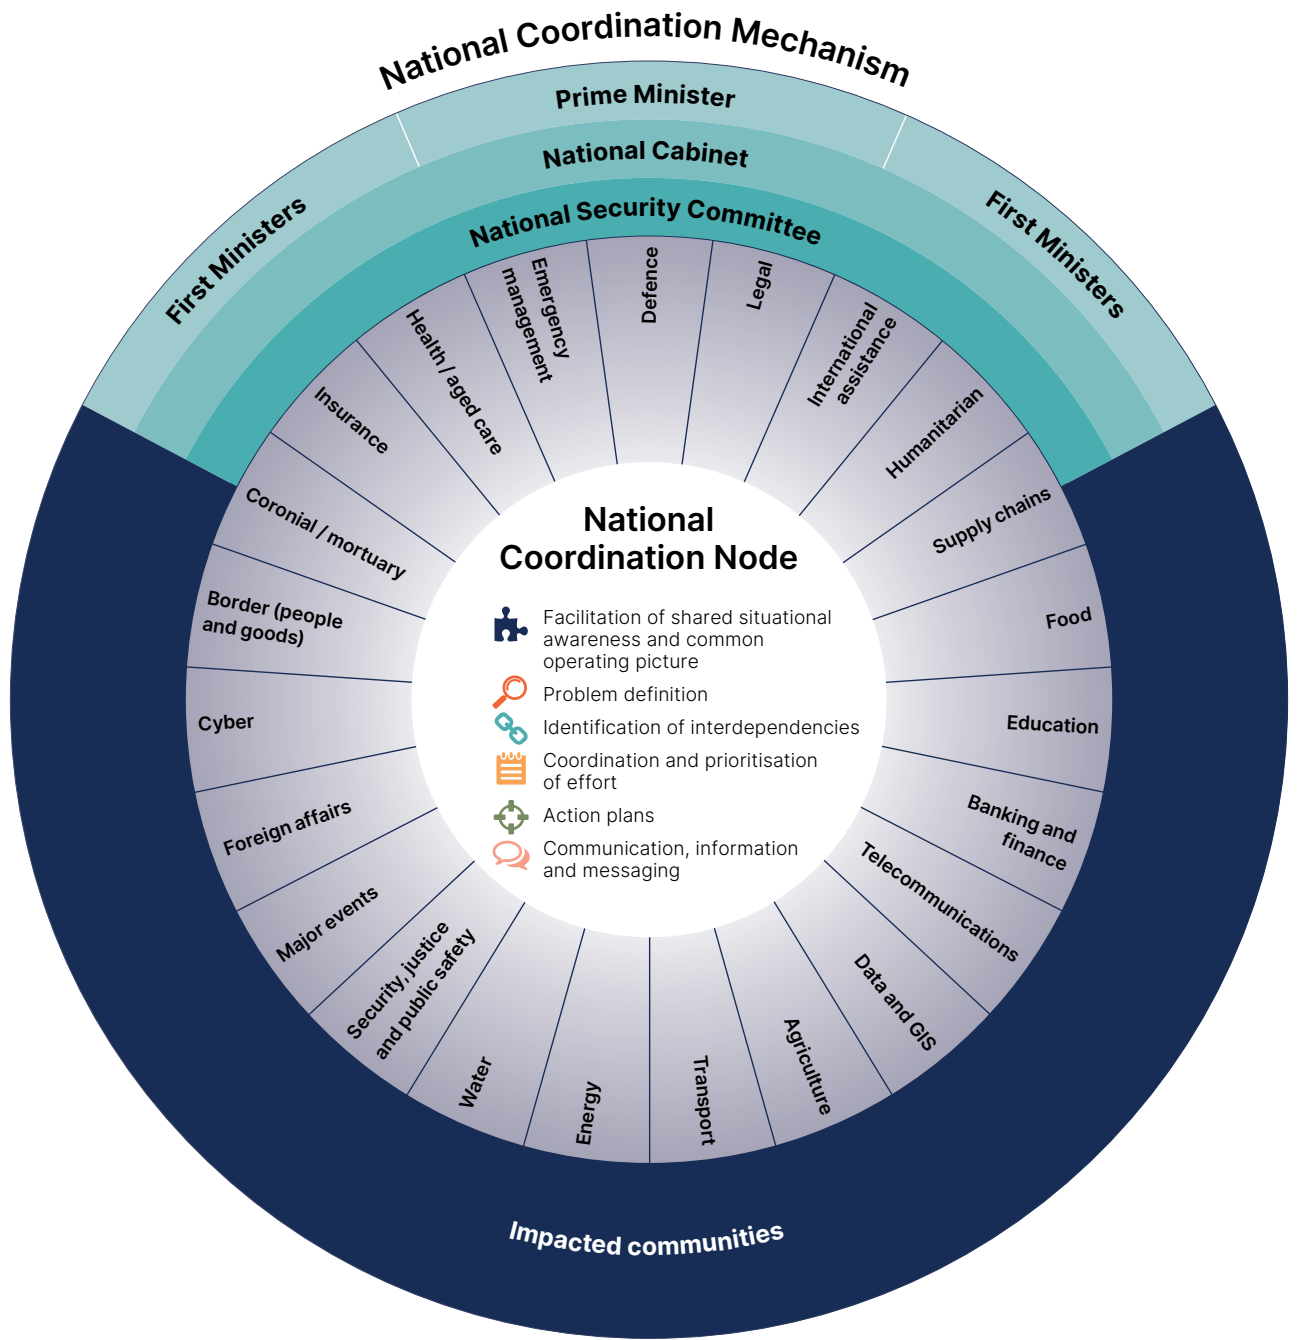 National Coordination Mechanism
Prime Minister
First Ministers
First Ministers
National Cabinet
National Security Committee
Defence
Legal
International
assistance
Humanitarian
Supply chains
Food
Education
Banking and
finance
Telecommunications
Data and GIS
Agriculture
Transport
Energy
Water
Security, justice
and public safety
Major events
Foreign affairs
Cyber
Border (people
and goods)
Coronial / mortuary
Insurance
Health / aged care
Emergency
management
National
Coordination Node
Facilitation of shared situational
awareness and common
operating picture
Problem definition
Identification of interdependencies
Coordination and prioritisation
of effort
Action plans
Communication, information
and messaging
Impacted communities